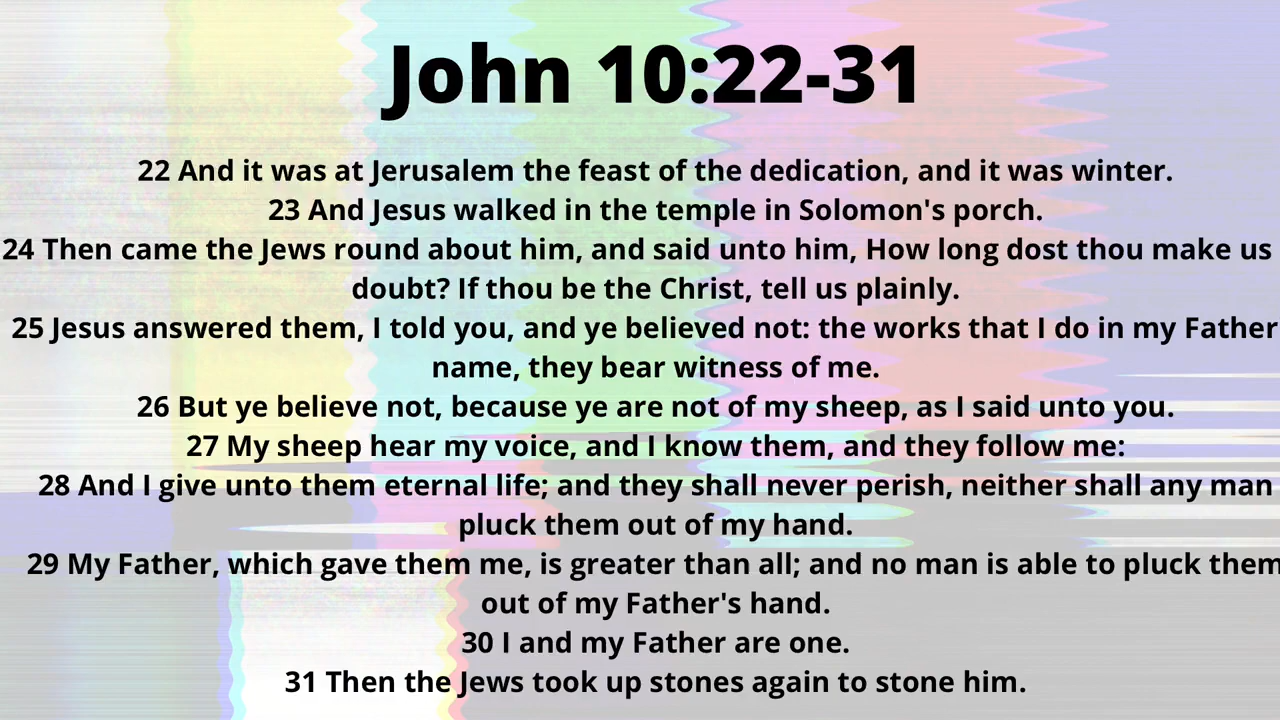 John 10:22-31
22 And it was at Jerusalem the feast of the dedication, and it was winter.
23 And Jesus walked in the temple in Solomon's porch.
24 Then came the Jews round about him, and said unto him, How long dost thou make us
doubt? If thou be the Christ, tell us plainly.
25 Jesus answered them, I told you, and ye believed not: the works that I do in my Father
name, they bear witness of me.
26 But ye believe not, because ye are not of my sheep, as I said unto you.
27 My sheep hear my voice, and I know them, and they follow me:
28 And I give unto them eternal life; and they shall never perish, neither shall any man
pluck them out of my hand.
29 My Father, which gave them me, is greater than all; and no man is able to pluck them
out of my Father's hand.
30 I and my Father are one.
31 Then the Jews took up stones again to stone him.